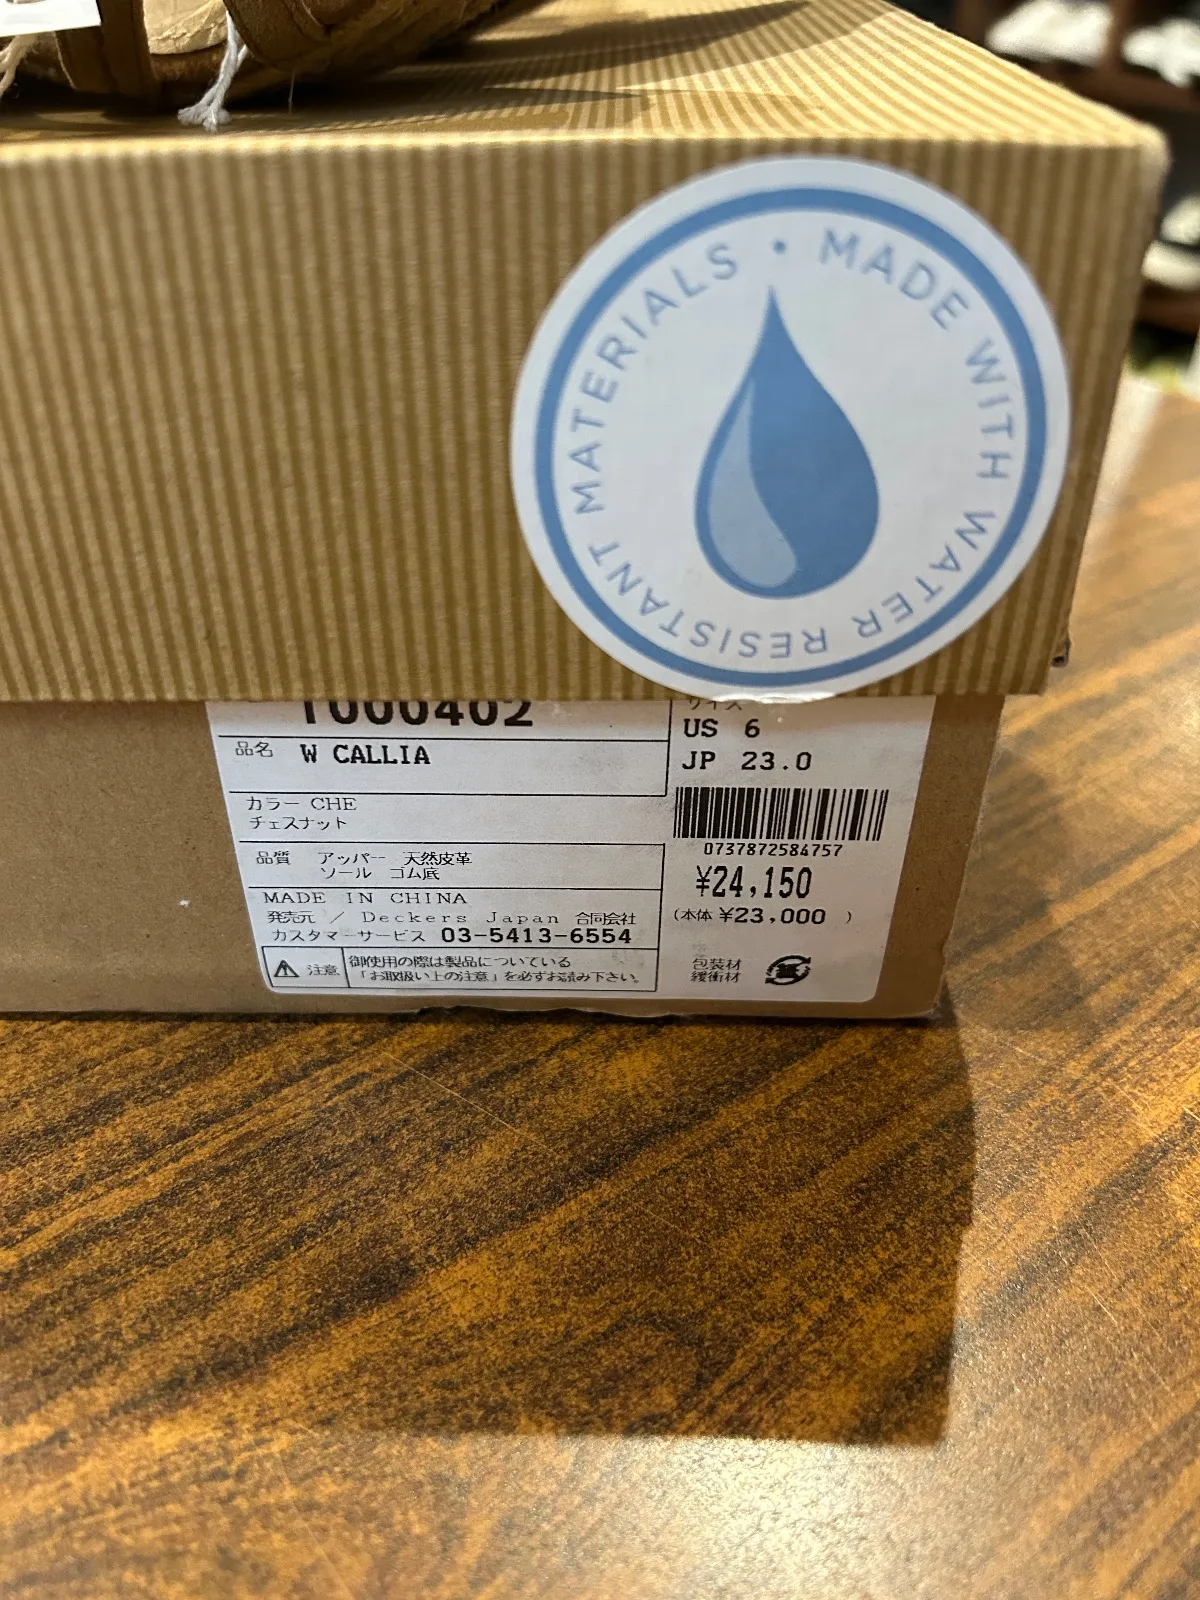 MADE WITH WATER RESISTANT MATERIALS •
1000402
品名 W CALLIA
カラー CHE
チェスナット
品質 アッパー 天然皮革
ソール ゴム底
MADE IN CHINA
発売元 / Deckers Japan 合同会社
カスタマーサービス 03-5413-6554
注意 御使用の際は製品についている
「お取扱い上の注意」を必ずお読み下さい。
サイズ
US 6
JP 23.0
0737872584757
¥24,150
(本体 ¥23,000 )
包装材
緩衝材
紙